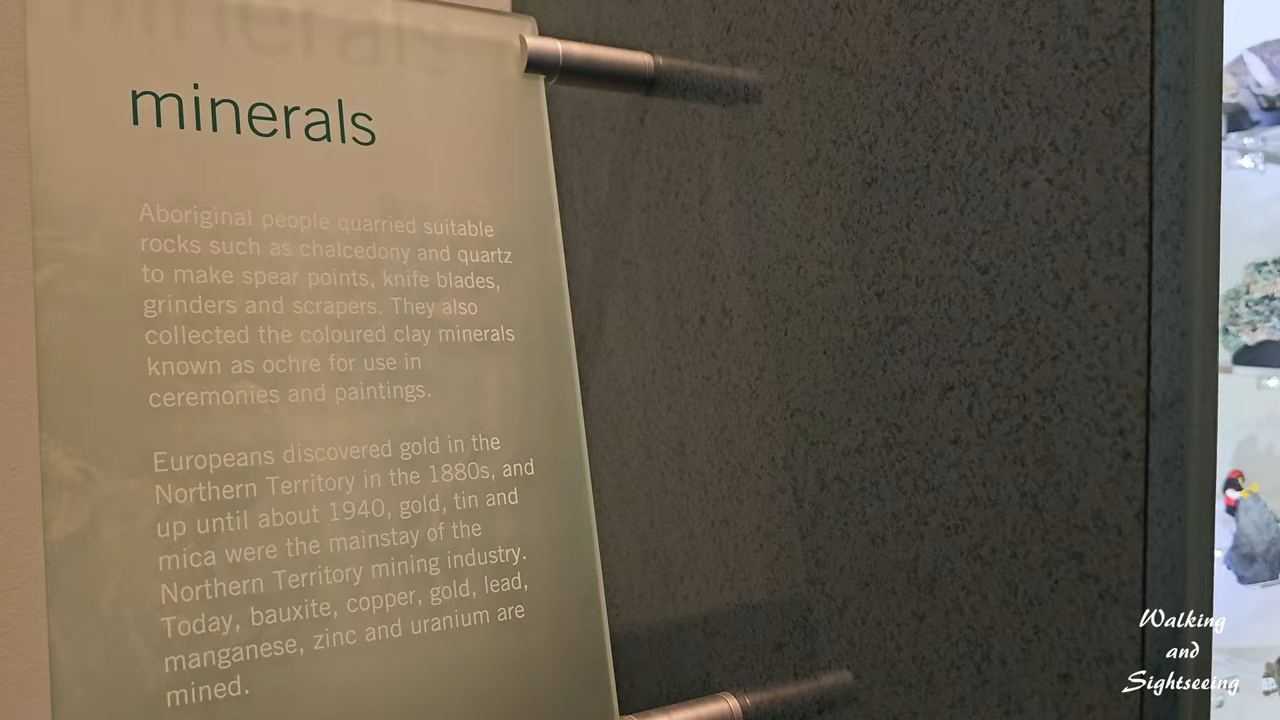 minerals
Aboriginal people quarried suitable
rocks such as chalcedony and quartz
to make spear points, knife blades,
grinders and scrapers. They also
collected the coloured clay minerals
known as ochre for use in
ceremonies and paintings.
Europeans discovered gold in the
Northern Territory in the 1880s, and
up until about 1940, gold, tin and
mica were the mainstay of the
Northern Territory mining industry.
Today, bauxite, copper, gold, lead,
manganese, zinc and uranium are
mined.
Walking
and
Sightseeing